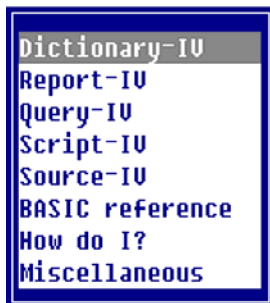 Dictionary-IV
Report-IV
Query-IV
Script-IV
Source-IV
BASIC reference
How do I?
Miscellaneous